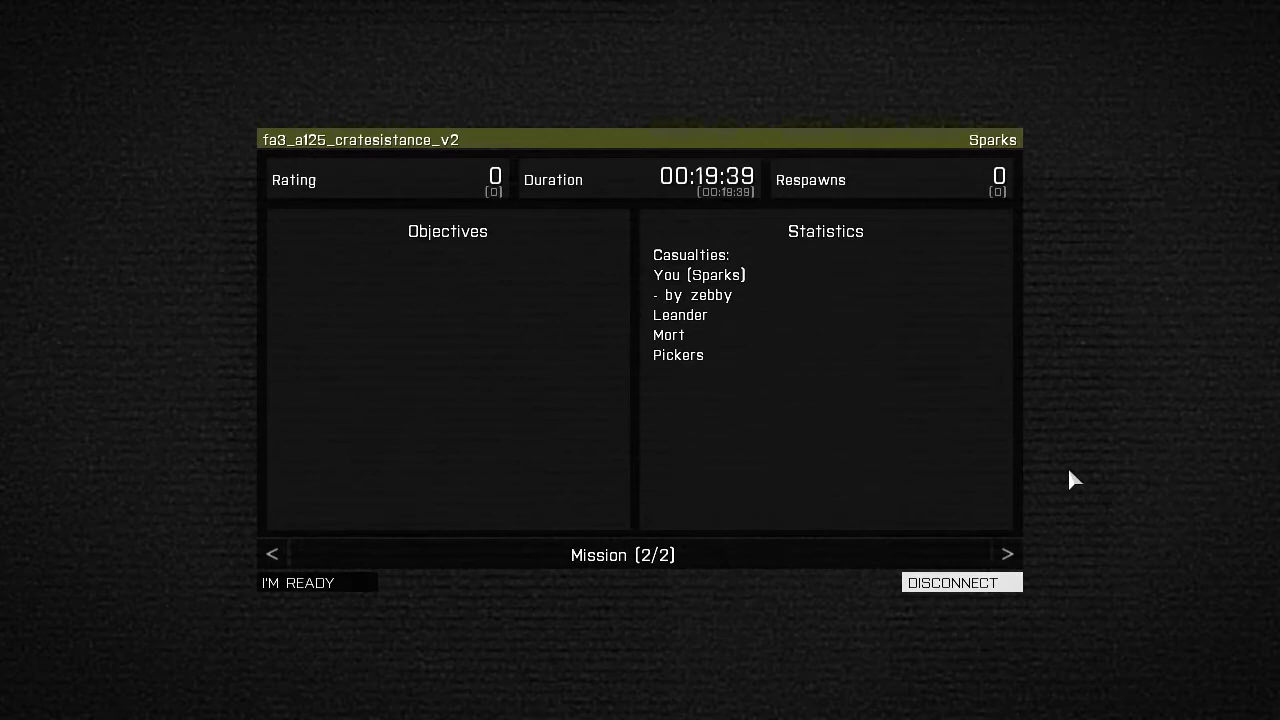 fa3_a125_cratesistance_v2 Sparks
Rating 0 Duration 00:19:39 Respawns 0
(0) (00:19:39) (0)
Objectives Statistics
Casualties:
You (Sparks)
- by zebby
Leander
Mort
Pickers
< Mission (2/2) >
I'M READY DISCONNECT